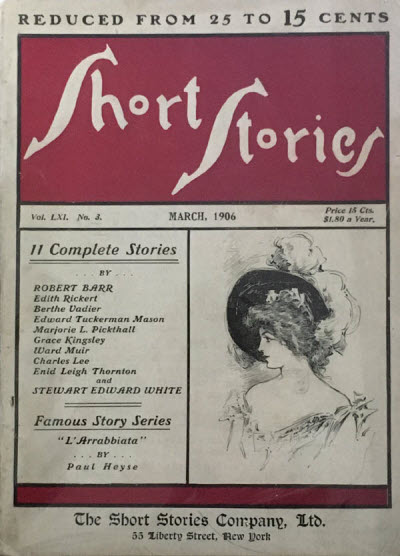 REDUCED FROM 25 TO 15 CENTS
Short Stories
Vol. LXI. No. 3. MARCH, 1906 Price 15 Cts.
$1.80 a Year.
11 Complete Stories
. . . BY . . .
ROBERT BARR
Edith Rickert
Berthe Vadier
Edward Tuckerman Mason
Marjorie L. Pickthall
Grace Kingsley
Ward Muir
Charles Lee
Enid Leigh Thornton
and
STEWART EDWARD WHITE
Famous Story Series
"L'Arrabbiata"
. . . BY . . .
Paul Heyse
The Short Stories Company, Ltd.
55 Liberty Street, New York